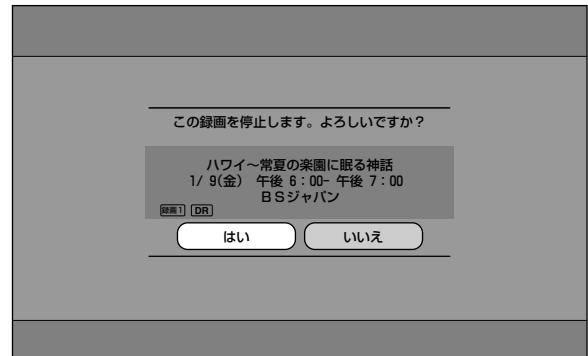 この録画を停止します。よろしいですか？
ハワイ～常夏の楽園に眠る神話
1/ 9(金) 午後 6：00- 午後 7：00
ＢＳジャパン
録画1 DR
はい いいえ